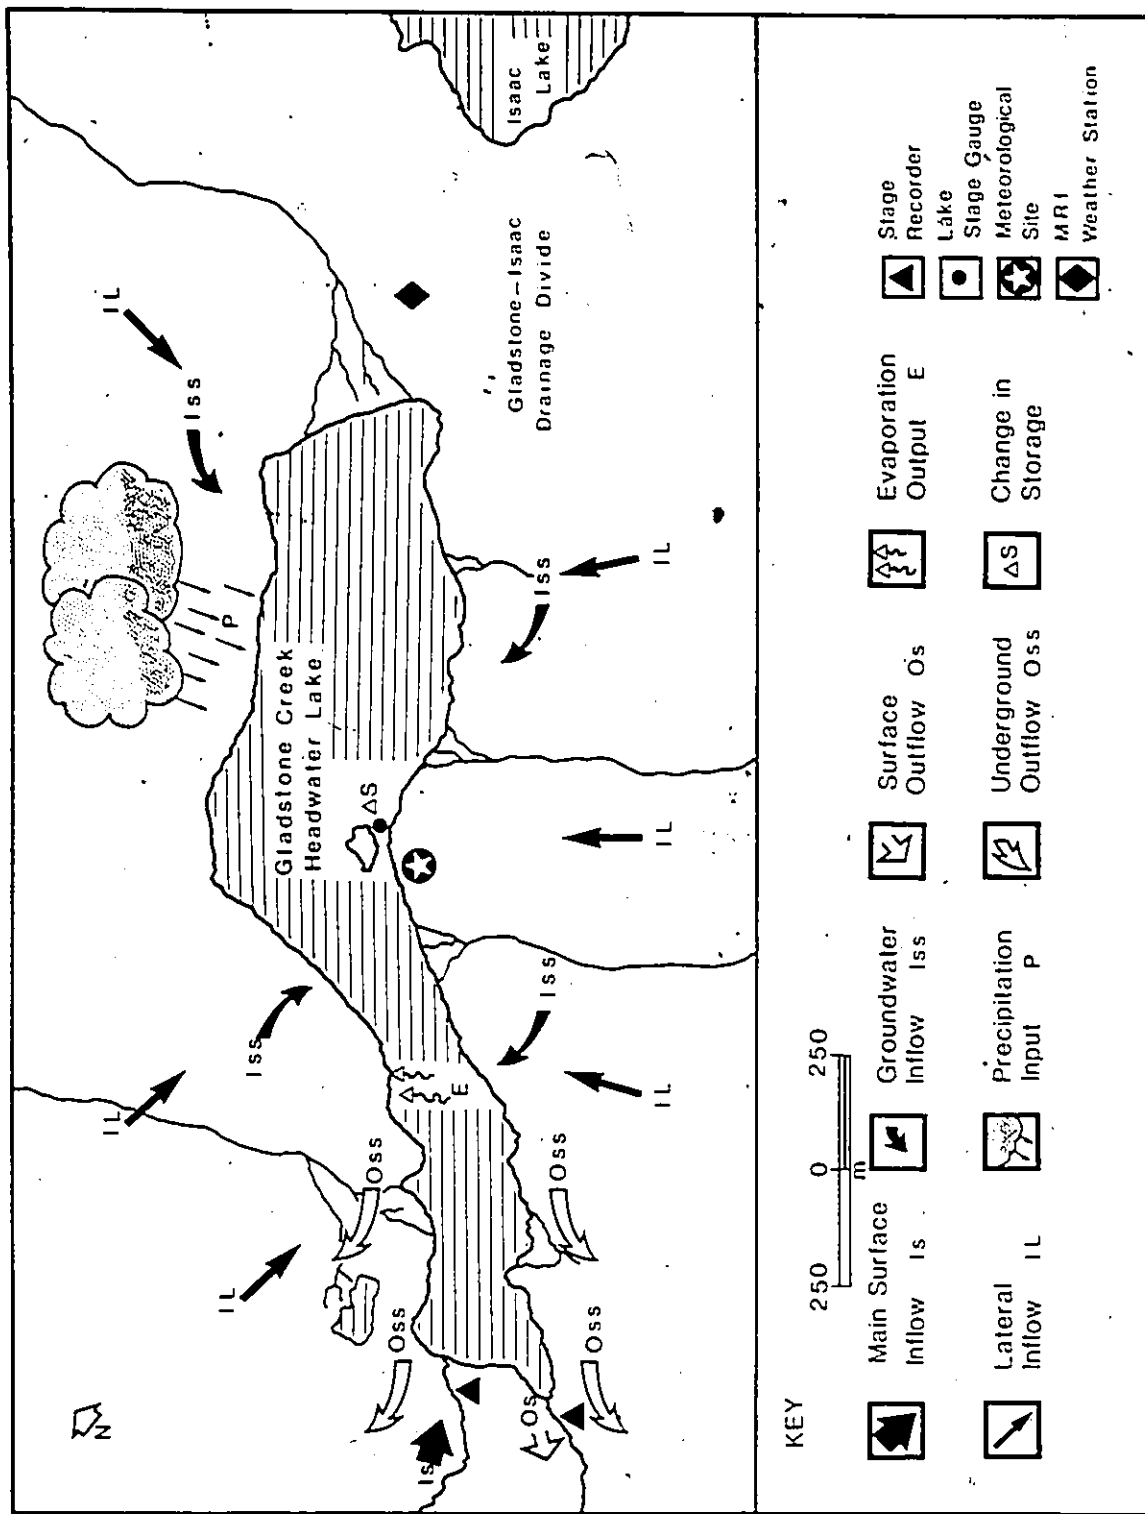 N
IL
IL
IL
Iss
Iss
P
Gladstone Creek
Headwater Lake
ΔS
E
Oss
Oss
Oss
Oss
Is
Os
Iss
Iss
IL
IL
IL
Isaac
Lake
Gladstone–Isaac
Drainage Divide
KEY
250 0 250
m
Main Surface
Inflow Is
Groundwater
Inflow Iss
Surface
Outflow Os
Evaporation
Output E
Lateral
Inflow IL
Precipitation
Input P
Underground
Outflow Oss
ΔS
Change in
Storage
Stage
Recorder
Lake
Stage Gauge
Meteorological
Site
MRI
Weather Station